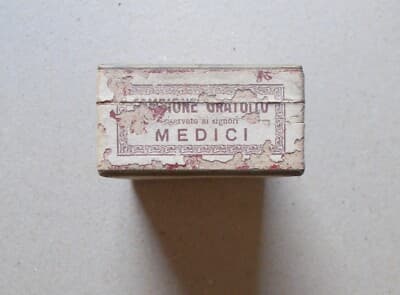 CAMPIONE GRATUITO
riservato ai signori
MEDICI